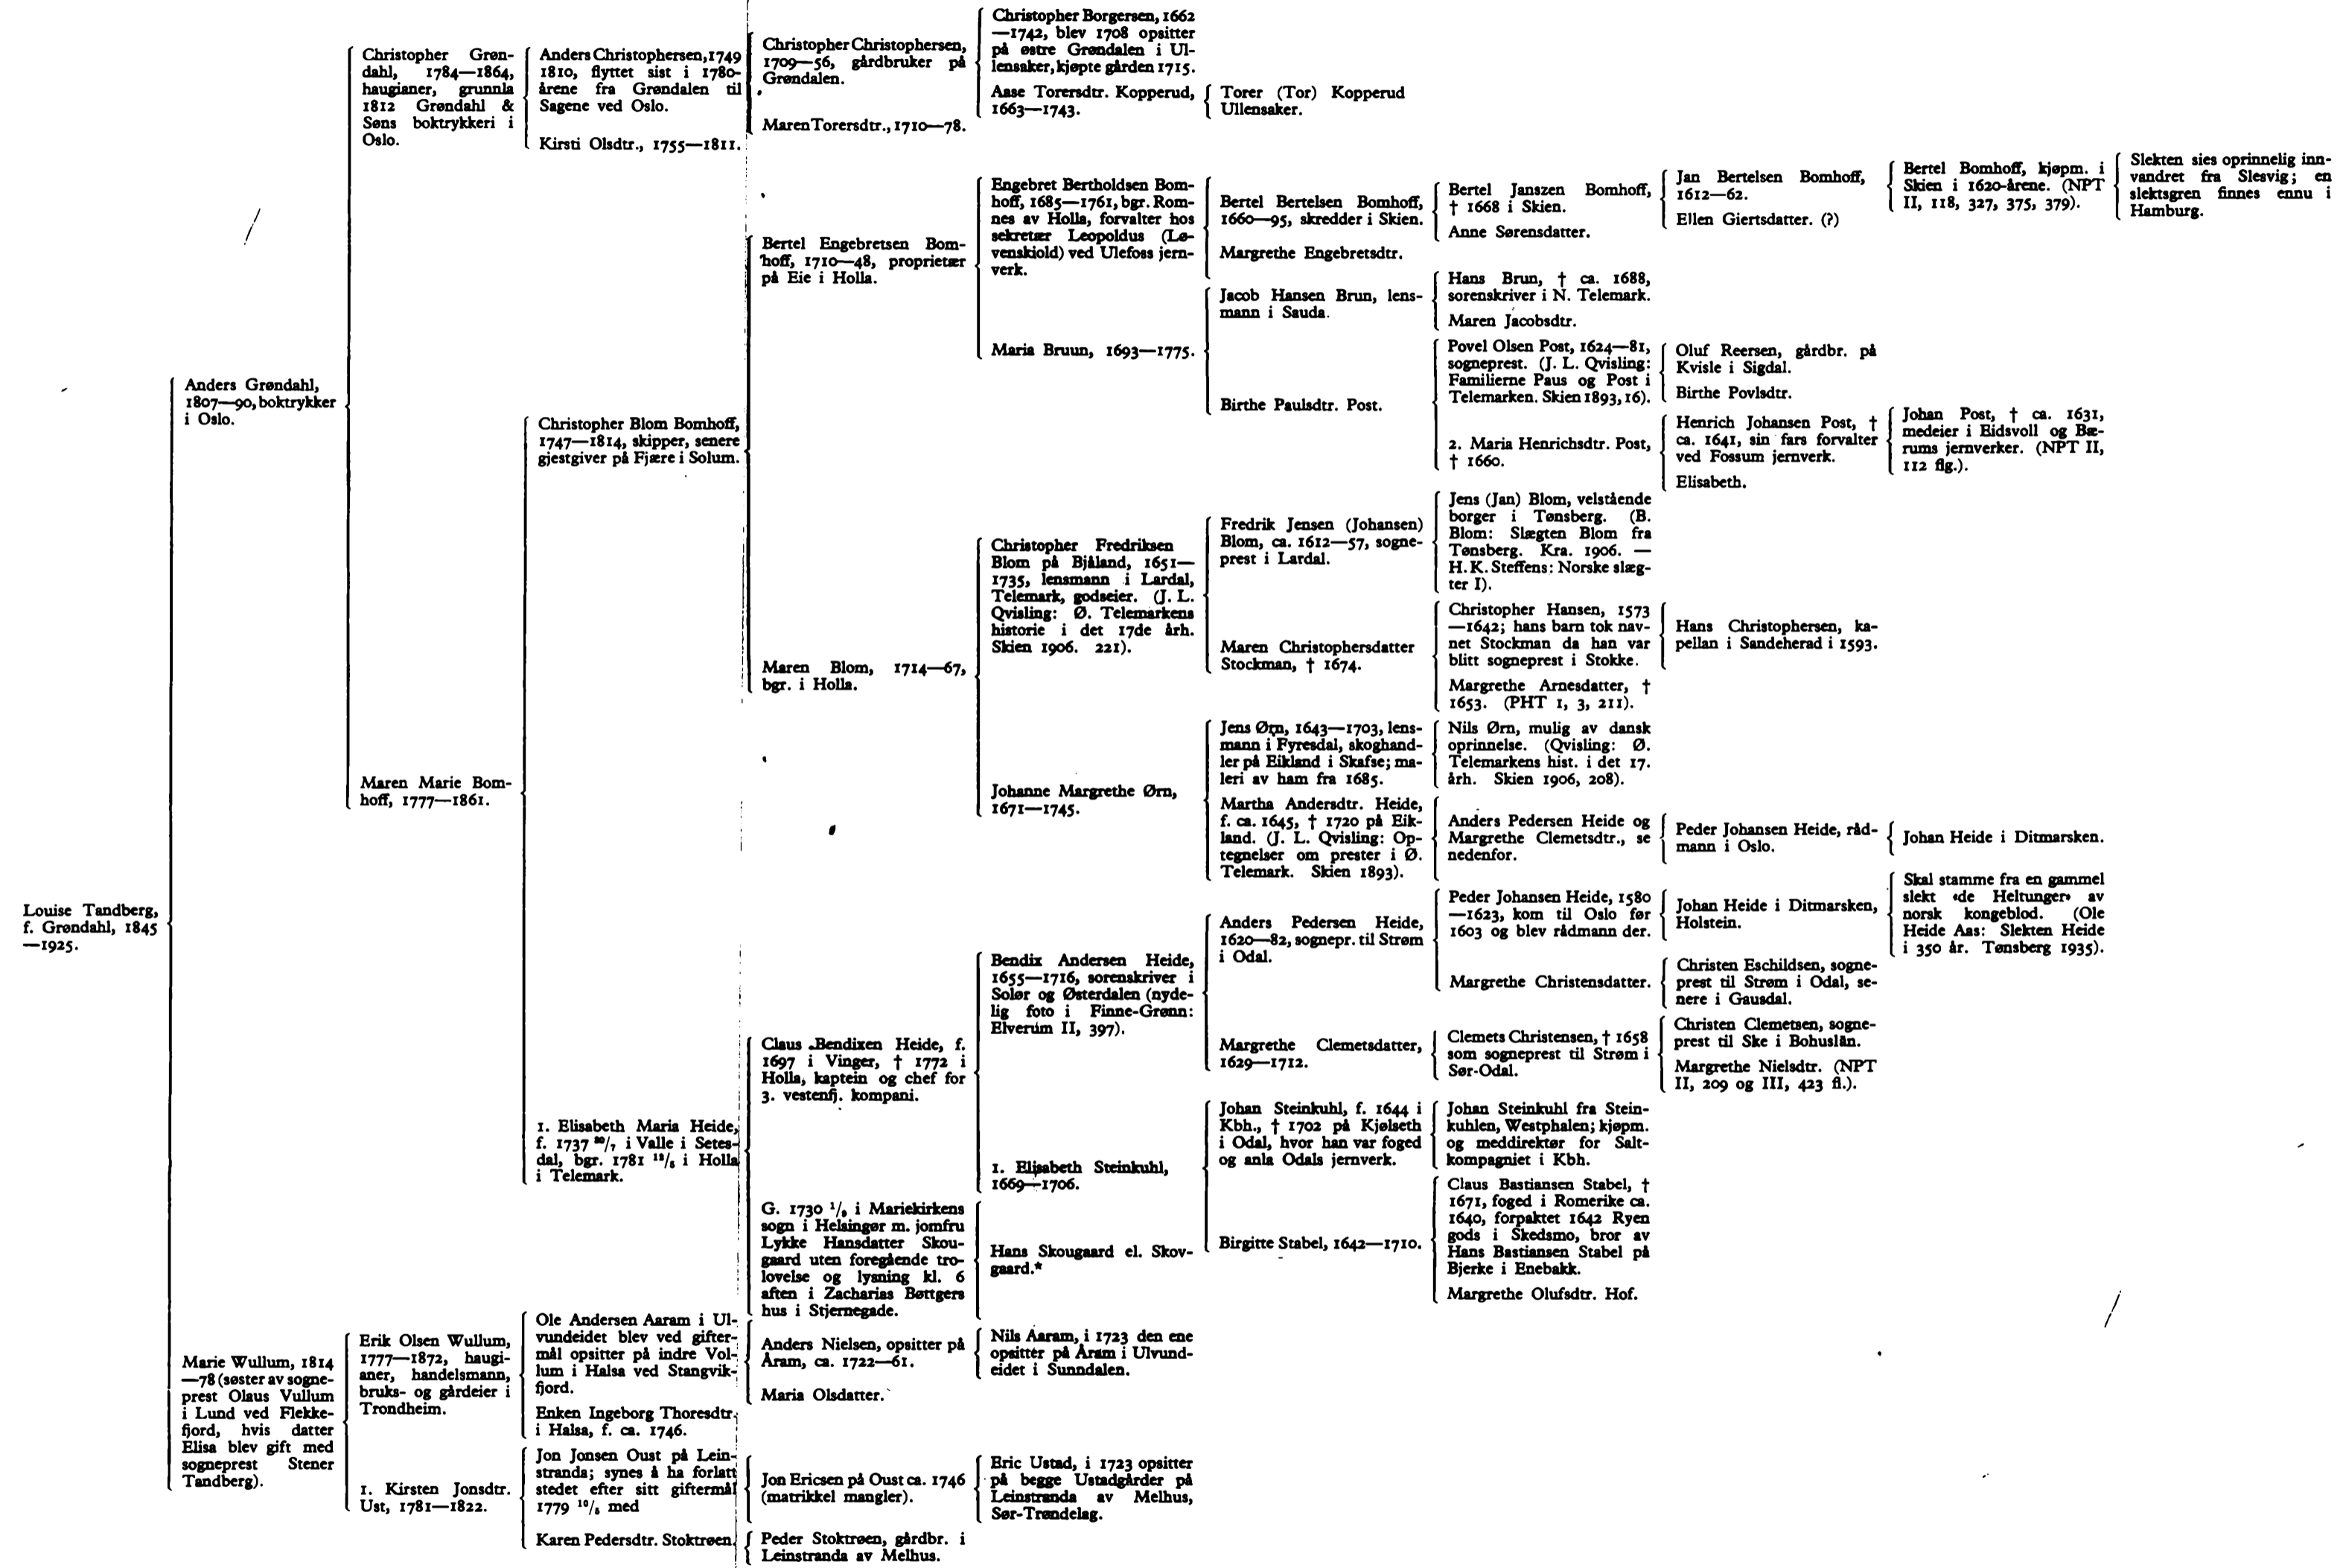 Louise Tandberg,
f. Grøndahl, 1845
—1925.
Anders Grøndahl,
1807—90, boktrykker
i Oslo.
Marie Wullum, 1814
—78 (søster av sogne-
prest Olaus Vullum
i Lund ved Flekke-
fjord, hvis datter
Elisa blev gift med
sogneprest Stener
Tandberg).
Christopher Grøn-
dahl, 1784—1864,
haugianer, grunnla
1812 Grøndahl &
Søns boktrykkeri i
Oslo.
Maren Marie Bom-
hoff, 1777—1861.
Erik Olsen Wullum,
1777—1872, haugi-
aner, handelsmann,
bruks- og gårdeier i
Trondheim.
1. Kirsten Jonsdtr.
Ust, 1781—1822.
Anders Christophersen, 1749
1810, flyttet sist i 1780-
årene fra Grøndalen til
Sagene ved Oslo.
Kirsti Olsdtr., 1755—1811.
Christopher Blom Bomhoff,
1747—1814, skipper, senere
gjestgiver på Fjære i Solum.
1. Elisabeth Maria Heide,
f. 1737 20/7 i Valle i Setes-
dal, bgr. 1781 12/5 i Holla
i Telemark.
Ole Andersen Aaram i Ul-
vundeidet blev ved gifter-
mål opsitter på indre Vol-
lum i Halsa ved Stangvik-
fjord.
Enken Ingeborg Thoresdtr.
i Halsa, f. ca. 1746.
Jon Jonsen Oust på Lein-
stranda; synes å ha forlatt
stedet efter sitt giftermål
1779 10/5 med
Karen Pedersdtr. Stoktrøen.
Christopher Christophersen,
1709—56, gårdbruker på
Grøndalen.
Maren Torersdtr., 1710—78.
Bertel Engebretsen Bom-
hoff, 1710—48, proprietær
på Eie i Holla.
Maren Blom, 1714—67,
bgr. i Holla.
Claus Bendixen Heide, f.
1697 i Vinger, † 1772 i
Holla, kaptein og chef for
3. vestenfj. kompani.
G. 1730 1/9 i Mariekirkens
sogn i Helsingør m. jomfru
Lykke Hansdatter Skou-
gaard uten foregående tro-
lovelse og lysning kl. 6
aften i Zacharias Bøttgers
hus i Stjernegade.
Anders Nielsen, opsitter på
Åram, ca. 1722—61.
Maria Olsdatter.
Jon Ericsen på Oust ca. 1746
(matrikkel mangler).
Peder Stoktrøen, gårdbr. i
Leinstranda av Melhus.
Christopher Borgersen, 1662
—1742, blev 1708 opsitter
på østre Grøndalen i Ul-
lensaker, kjøpte gården 1715.
Aase Torersdtr. Kopperud,
1663—1743.
Engebret Bertholdsen Bom-
hoff, 1685—1761, bgr. Rom-
nes av Holla, forvalter hos
sekretær Leopoldus (Lø-
venskiold) ved Ulefoss jern-
verk.
Maria Bruun, 1693—1775.
Christopher Fredriksen
Blom på Bjåland, 1651—
1735, lensmann i Lardal,
Telemark, godseier. (J. L.
Qvisling: Ø. Telemarkens
historie i det 17de årh.
Skien 1906. 221).
Johanne Margrethe Ørn,
1671—1745.
Bendix Andersen Heide,
1655—1716, sorenskriver i
Solør og Østerdalen (nyde-
lig foto i Finne-Grønn:
Elverum II, 397).
1. Elisabeth Steinkuhl,
1669—1706.
Hans Skougaard el. Skov-
gaard.*
Nils Aaram, i 1723 den ene
opsitter på Åram i Ulvund-
eidet i Sunndalen.
Eric Ustad, i 1723 opsitter
på begge Ustadgårder på
Leinstranda av Melhus,
Sør-Trøndelag.
Torer (Tor) Kopperud
Ullensaker.
Bertel Bertelsen Bomhoff,
1660—95, skredder i Skien.
Margrethe Engebretsdtr.
Jacob Hansen Brun, lens-
mann i Sauda.
Birthe Paulsdtr. Post.
Fredrik Jensen (Johansen)
Blom, ca. 1612—57, sogne-
prest i Lardal.
Maren Christophersdatter
Stockman, † 1674.
Jens Ørn, 1643—1703, lens-
mann i Fyresdal, skoghand-
ler på Eikland i Skafse; ma-
leri av ham fra 1685.
Martha Andersdtr. Heide,
f. ca. 1645, † 1720 på Eik-
land. (J. L. Qvisling: Op-
tegnelser om prester i Ø.
Telemark. Skien 1893).
Anders Pedersen Heide,
1620—82, sognepr. til Strøm
i Odal.
Margrethe Clemetsdatter,
1629—1712.
Johan Steinkuhl, f. 1644 i
Kbh., † 1702 på Kjølseth
i Odal, hvor han var foged
og anla Odals jernverk.
Birgitte Stabel, 1642—1710.
Bertel Janszen Bomhoff,
† 1668 i Skien.
Anne Sørensdatter.
Hans Brun, † ca. 1688,
sorenskriver i N. Telemark.
Maren Jacobsdtr.
Povel Olsen Post, 1624—81,
sogneprest. (J. L. Qvisling:
Familierne Paus og Post i
Telemarken. Skien 1893, 16).
2. Maria Henrichsdtr. Post,
† 1660.
Jens (Jan) Blom, velstående
borger i Tønsberg. (B.
Blom: Slægten Blom fra
Tønsberg. Kra. 1906. —
H. K. Steffens: Norske slæg-
ter I).
Christopher Hansen, 1573
—1642; hans barn tok nav-
net Stockman da han var
blitt sogneprest i Stokke.
Margrethe Arnesdatter, †
1653. (PHT 1, 3, 211).
Nils Ørn, mulig av dansk
oprinnelse. (Qvisling: Ø.
Telemarkens hist. i det 17.
årh. Skien 1906, 208).
Anders Pedersen Heide og
Margrethe Clemetsdtr., se
nedenfor.
Peder Johansen Heide, 1580
—1623, kom til Oslo før
1603 og blev rådmann der.
Margrethe Christensdatter.
Clemets Christensen, † 1658
som sogneprest til Strøm i
Sør-Odal.
Johan Steinkuhl fra Stein-
kuhlen, Westphalen; kjøpm.
og meddirektør for Salt-
kompagniet i Kbh.
Claus Bastiansen Stabel, †
1671, foged i Romerike ca.
1640, forpaktet 1642 Ryen
gods i Skedsmo, bror av
Hans Bastiansen Stabel på
Bjerke i Enebakk.
Margrethe Olufsdtr. Hof.
Jan Bertelsen Bomhoff,
1612—62.
Ellen Giertsdatter. (?)
Oluf Reersen, gårdbr. på
Kvisle i Sigdal.
Birthe Povlsdtr.
Henrich Johansen Post, †
ca. 1641, sin fars forvalter
ved Fossum jernverk.
Elisabeth.
Hans Christophersen, ka-
pellan i Sandeherad i 1593.
Peder Johansen Heide, råd-
mann i Oslo.
Johan Heide i Ditmarsken,
Holstein.
Christen Eschildsen, sogne-
prest til Strøm i Odal, se-
nere i Gausdal.
Christen Clemetsen, sogne-
prest til Ske i Bohuslån.
Margrethe Nielsdtr. (NPT
II, 209 og III, 423 fl.).
Bertel Bomhoff, kjøpm. i
Skien i 1620-årene. (NPT
II, 118, 327, 375, 379).
Johan Post, † ca. 1631,
medeier i Eidsvoll og Bæ-
rums jernverker. (NPT II,
112 flg.).
Johan Heide i Ditmarsken.
Skal stamme fra en gammel
slekt «de Heltunger» av
norsk kongeblod. (Ole
Heide Aas: Slekten Heide
i 350 år. Tønsberg 1935).
Slekten sies oprinnelig inn-
vandret fra Slesvig; en
slektsgren finnes ennu i
Hamburg.